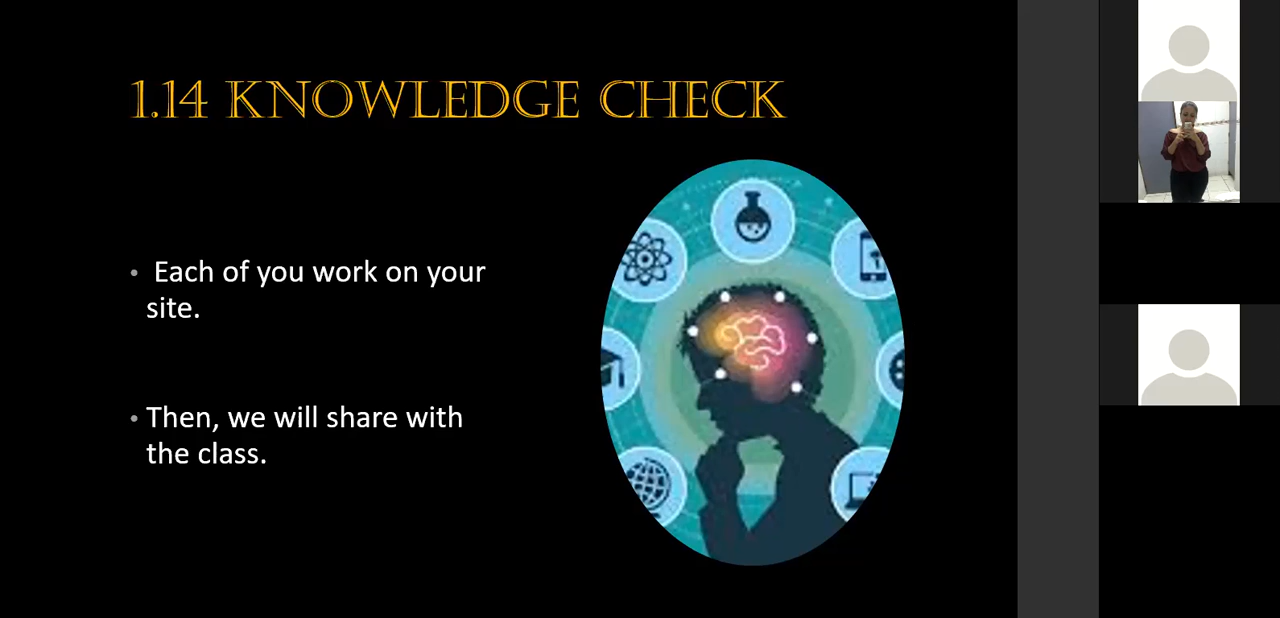 1.14 KNOWLEDGE CHECK
• Each of you work on your
site.
• Then, we will share with
the class.